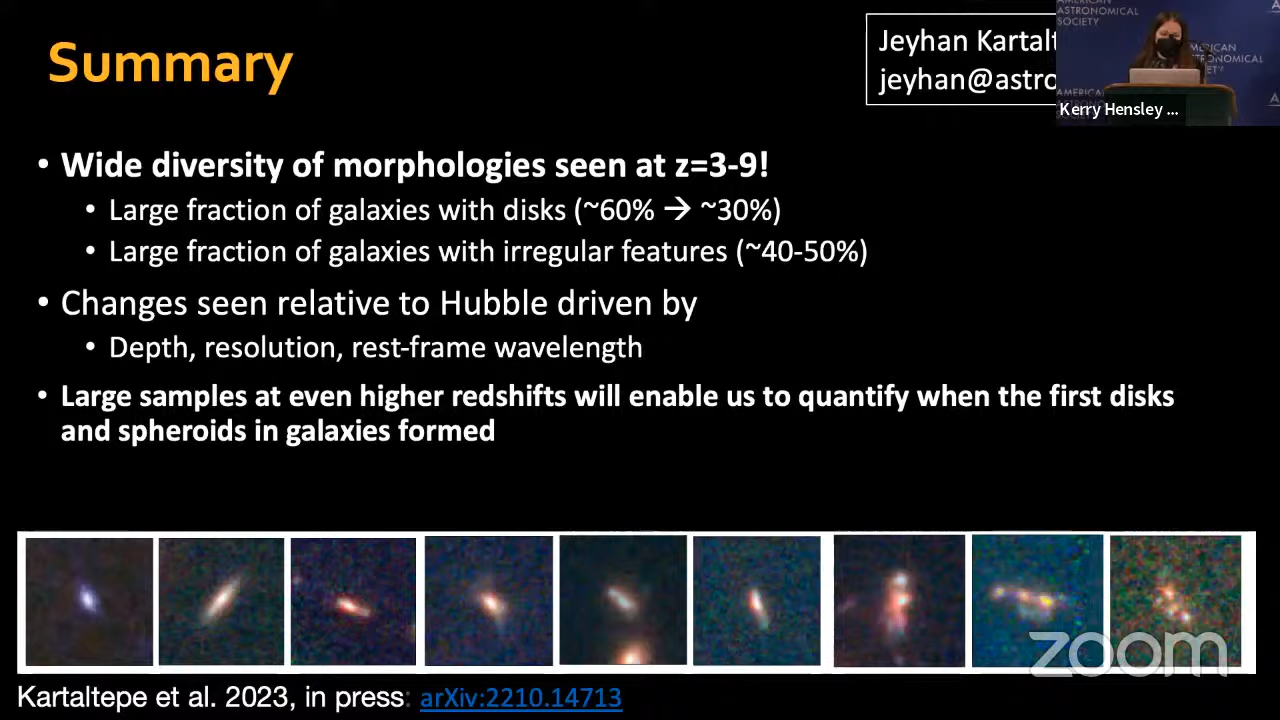 Summary
Jeyhan
jeyhan@astro
AMERICAN
ASTRONOMICAL
SOCIETY
Kerry Hensley ...
• Wide diversity of morphologies seen at z=3-9!
• Large fraction of galaxies with disks (~60% → ~30%)
• Large fraction of galaxies with irregular features (~40-50%)
• Changes seen relative to Hubble driven by
• Depth, resolution, rest-frame wavelength
• Large samples at even higher redshifts will enable us to quantify when the first disks
and spheroids in galaxies formed
zoom
Kartaltepe et al. 2023, in press: arXiv:2210.14713